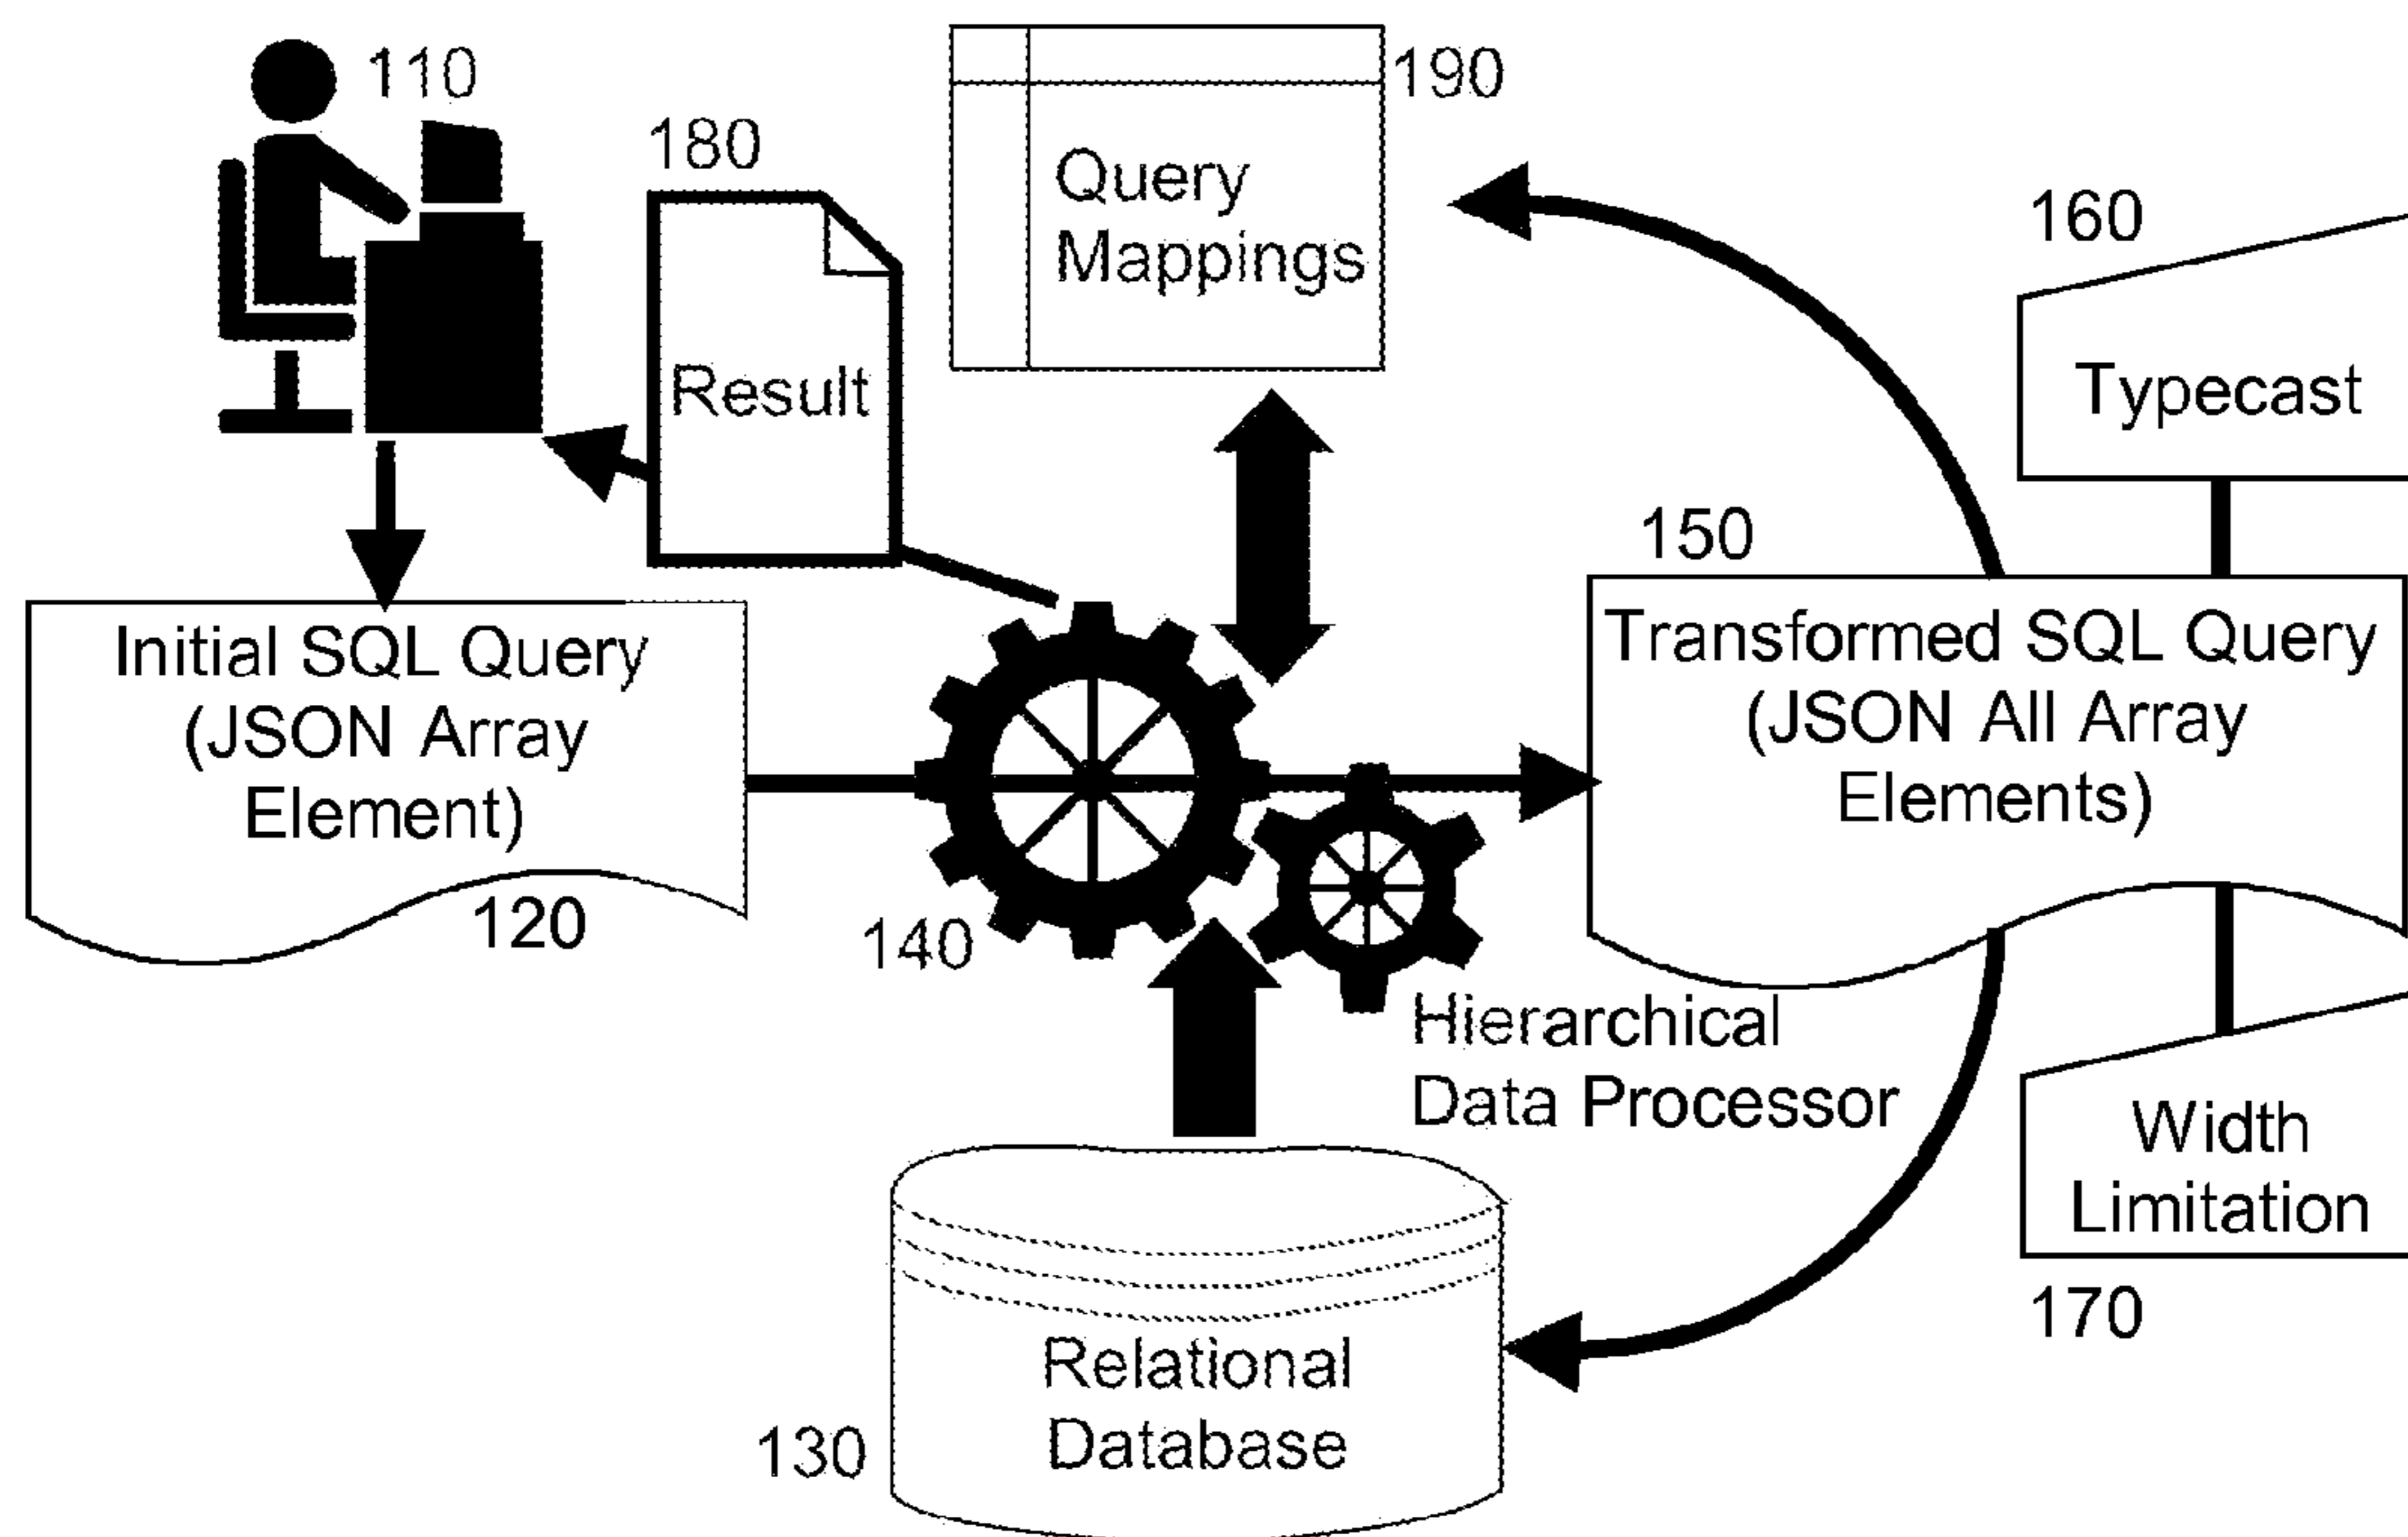 110
180
Result
190
Query
Mappings
160
Typecast
Initial SQL Query
(JSON Array
Element)
120
140
150
Transformed SQL Query
(JSON All Array
Elements)
Hierarchical
Data Processor
Width
Limitation
170
Relational
Database
130